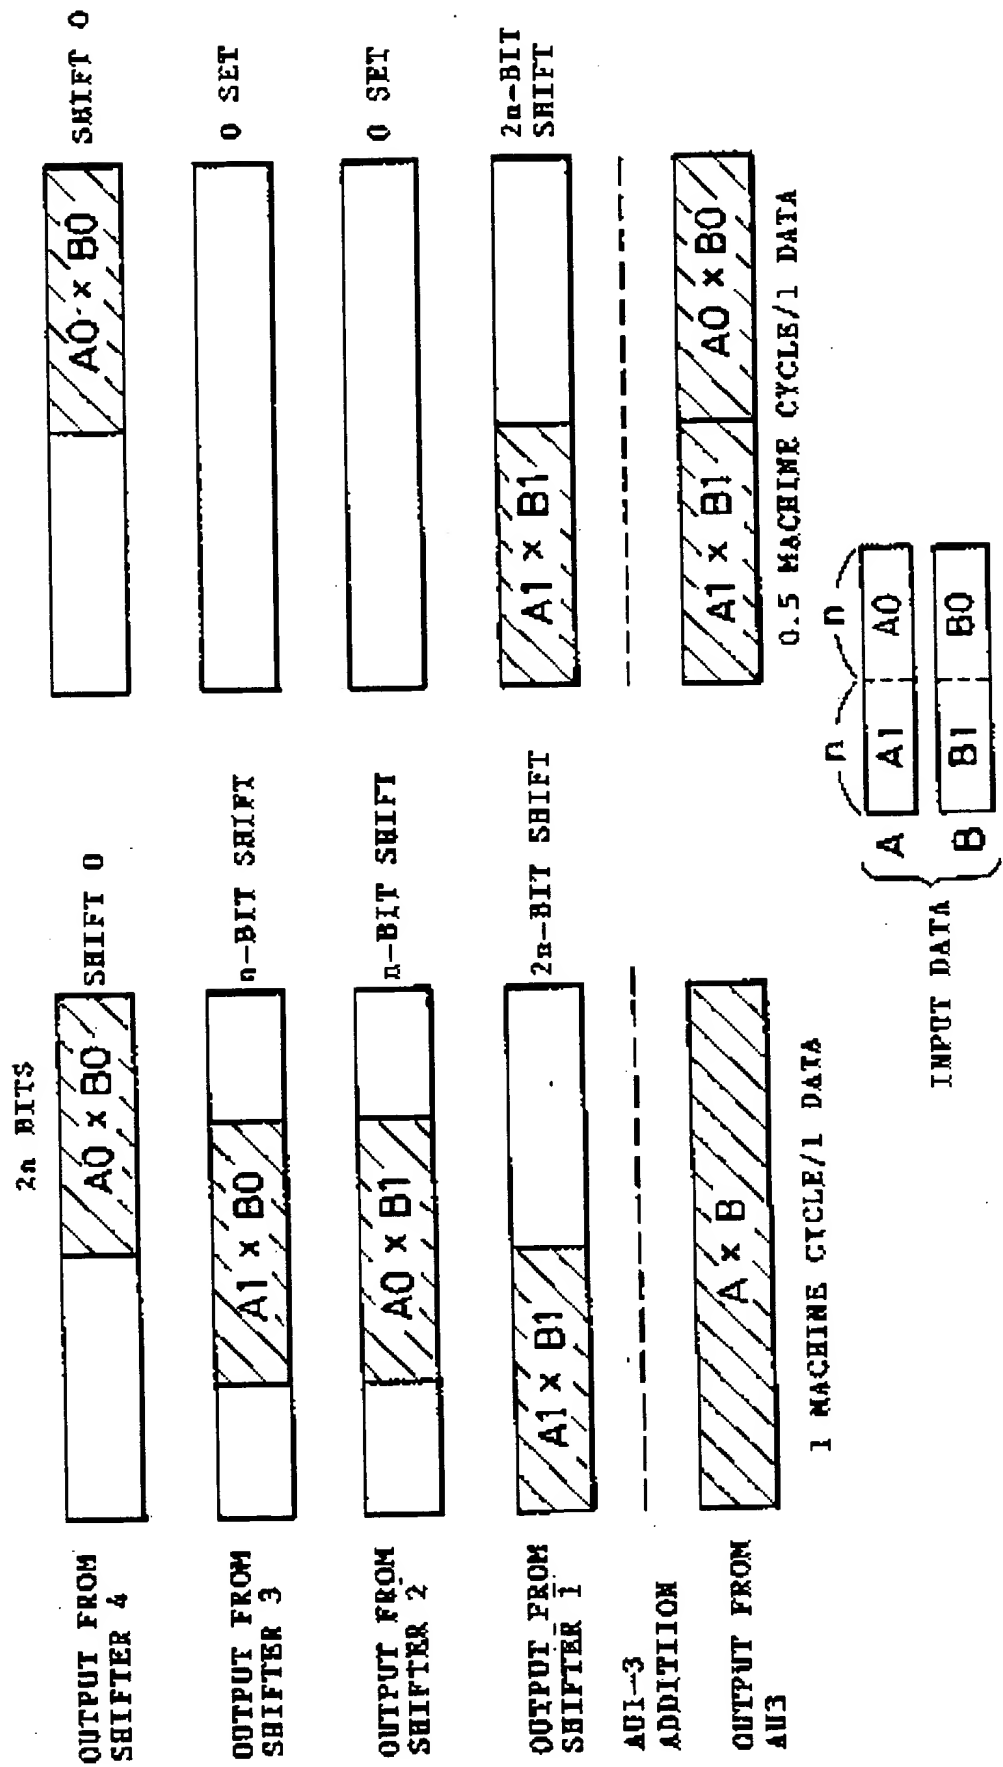 2n BITS
OUTPUT FROM
SHIFTER 4
A0 × B0
SHIFT 0
A0 × B0
SHIFT 0
OUTPUT FROM
SHIFTER 3
A1 × B0
n-BIT SHIFT
0 SET
OUTPUT FROM
SHIFTER 2
A0 × B1
n-BIT SHIFT
0 SET
OUTPUT FROM
SHIFTER 1
A1 × B1
2n-BIT SHIFT
A1 × B1
2n-BIT
SHIFT
AU1-3
ADDITIION
OUTPUT FROM
AU3
A × B
A1 × B1
A0 × B0
1 MACHINE CYCLE/1 DATA
0.5 MACHINE CYCLE/1 DATA
n
n
INPUT DATA
A
A1
A0
B
B1
B0